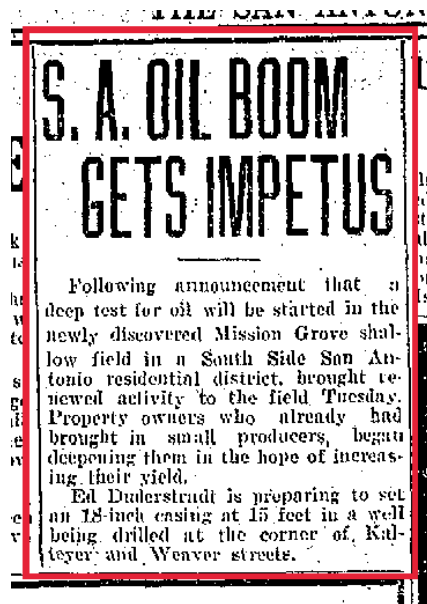 THE SAN ANTON
S. A. OIL BOOM
GETS IMPETUS
Following announcement that a
deep test for oil will be started in the
newly discovered Mission Grove shal-
low field in a South Side San An-
tonio residential district, brought re-
newed activity to the field Tuesday.
Property owners who already had
brought in small producers, began
deepening them in the hope of increas-
ing their yield.
Ed Duderstradt is preparing to set
an 18-inch casing at 15 feet in a well
being drilled at the corner of Kal-
teyer and Weaver streets.